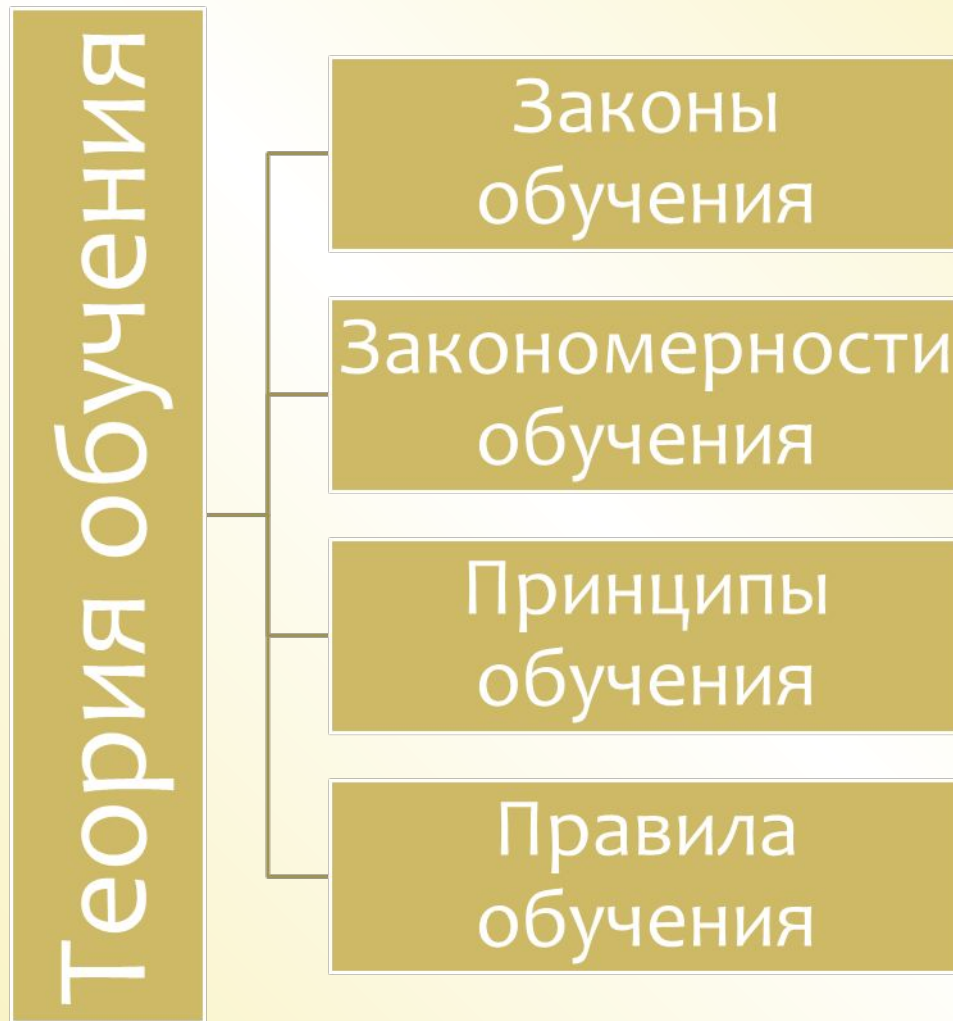 Теория обучения
Законы
обучения
Закономерности
обучения
Принципы
обучения
Правила
обучения